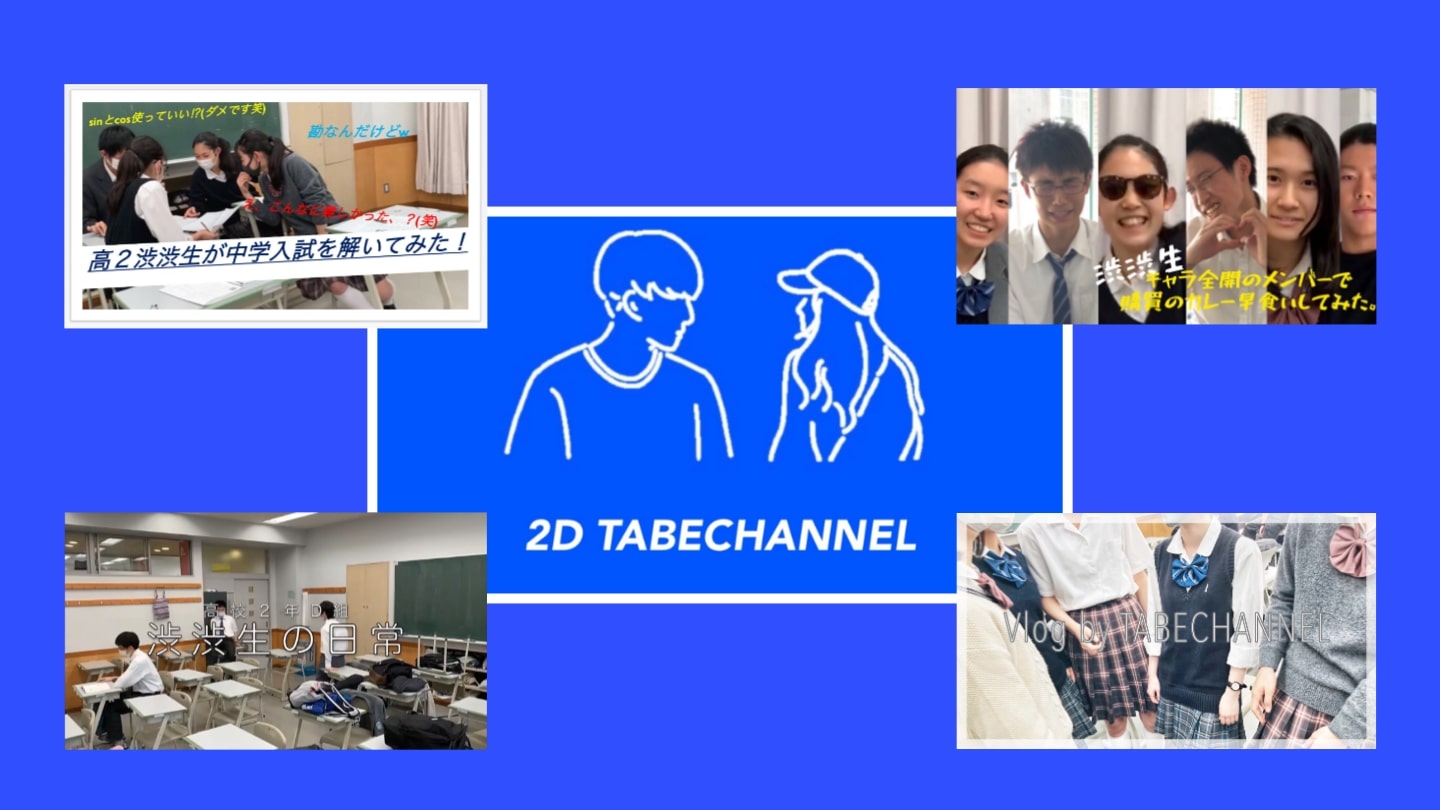 sinとcos使っていい!?(ダメです笑)
勘なんだけどw
え、こんなに難しかった、？(笑)
高２渋渋生が中学入試を解いてみた！
渋渋生
キャラ全開のメンバーで
購買のカレー早食いしてみた。
2D TABECHANNEL
高校２年D組
渋渋生の日常
Vlog by TABECHANNEL